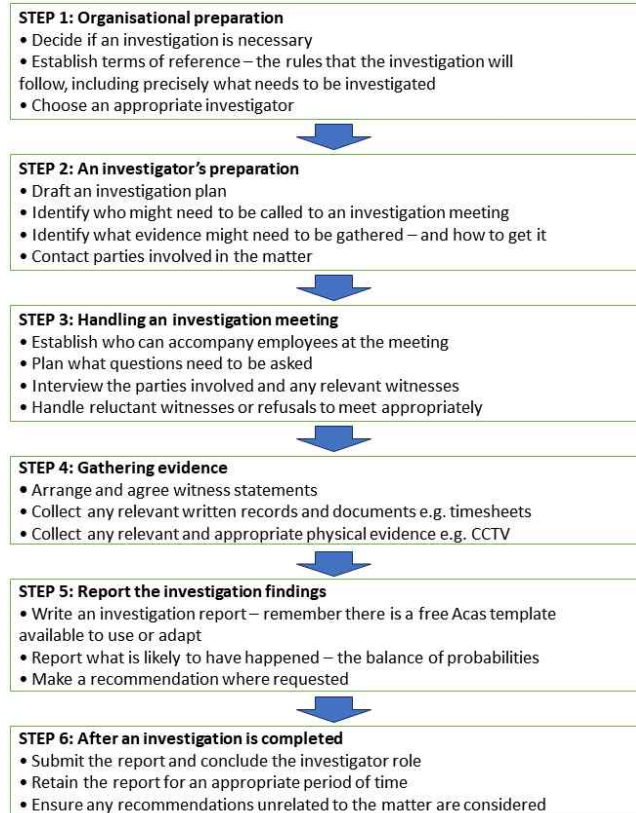 STEP 1: Organisational preparation
• Decide if an investigation is necessary
• Establish terms of reference – the rules that the investigation will
follow, including precisely what needs to be investigated
• Choose an appropriate investigator
STEP 2: An investigator's preparation
• Draft an investigation plan
• Identify who might need to be called to an investigation meeting
• Identify what evidence might need to be gathered – and how to get it
• Contact parties involved in the matter
STEP 3: Handling an investigation meeting
• Establish who can accompany employees at the meeting
• Plan what questions need to be asked
• Interview the parties involved and any relevant witnesses
• Handle reluctant witnesses or refusals to meet appropriately
STEP 4: Gathering evidence
• Arrange and agree witness statements
• Collect any relevant written records and documents e.g. timesheets
• Collect any relevant and appropriate physical evidence e.g. CCTV
STEP 5: Report the investigation findings
• Write an investigation report – remember there is a free Acas template
available to use or adapt
• Report what is likely to have happened – the balance of probabilities
• Make a recommendation where requested
STEP 6: After an investigation is completed
• Submit the report and conclude the investigator role
• Retain the report for an appropriate period of time
• Ensure any recommendations unrelated to the matter are considered